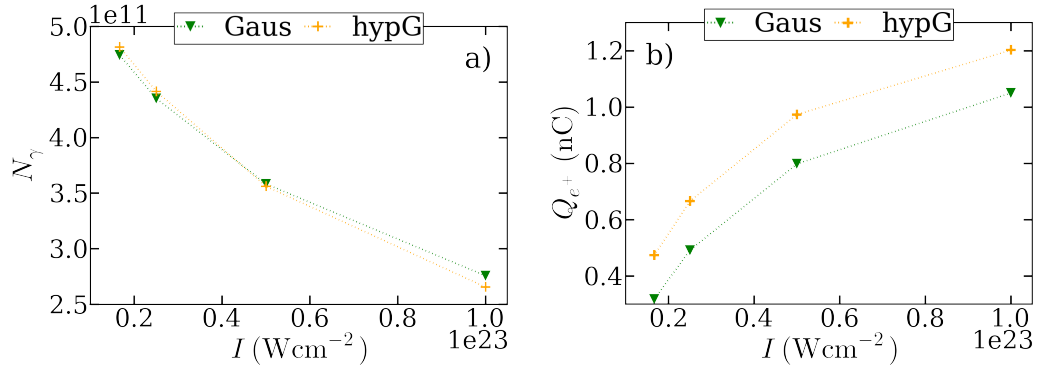 1e11
Gaus hypG
a)
5.0
4.5
4.0
3.5
3.0
2.5
Nγ
0.2 0.4 0.6 0.8 1.0
1e23
I (Wcm⁻²)
Gaus hypG
b)
1.2
1.0
0.8
0.6
0.4
Qe⁺ (nC)
0.2 0.4 0.6 0.8 1.0
1e23
I (Wcm⁻²)